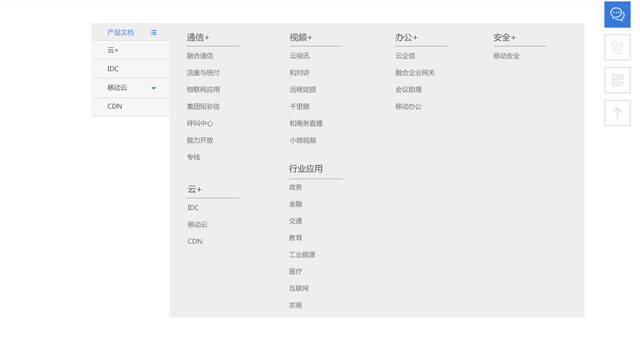 产品文档
云+
IDC
移动云
CDN
通信+
融合通信
流量与统付
物联网应用
集团短彩信
呼叫中心
能力开放
专线
云+
IDC
移动云
CDN
视频+
云视讯
和对讲
远程定损
千里眼
和商务直播
小微视频
行业应用
政务
金融
交通
教育
工业能源
医疗
互联网
农商
办公+
云企信
融合企业网关
会议助理
移动办公
安全+
移动安全